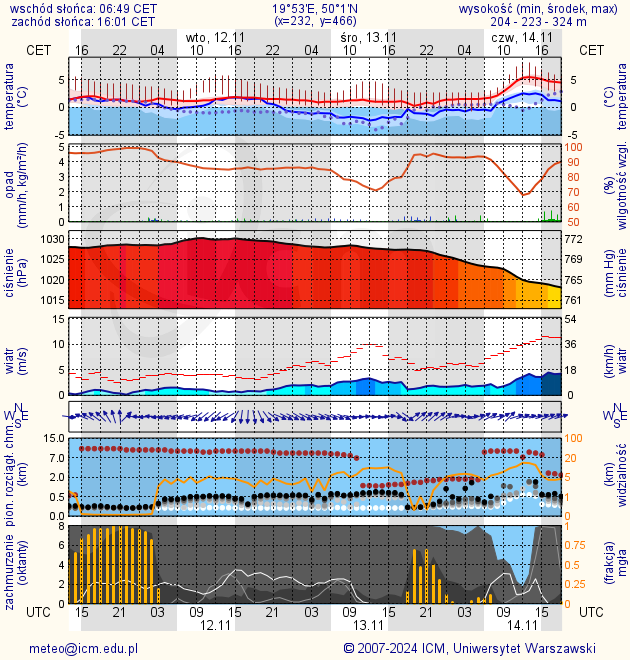 wschód słońca: 06:49 CET 19°53'E, 50°1'N wysokość (min, środek, max)
zachód słońca: 16:01 CET (x=232, y=466) 204 - 223 - 324 m
wto, 12.11 śro, 13.11 czw, 14.11
CET 16 22 04 10 16 22 04 10 16 22 04 10 16 CET
temperatura (°C)
5
0
-5
5
0
-5
temperatura (°C)
opad (mm/h, kg/m²/h)
5
4
3
2
1
0
100
90
80
70
60
50
(%) wilgotność wzgl.
ciśnienie (hPa)
1030
1025
1020
1015
772
769
765
761
(mm Hg) ciśnienie
wiatr (m/s)
15
10
5
0
54
36
18
0
(km/h) wiatr
N
W E
S
N
W E
S
pion. rozciągł. chm. (km)
15.0
7.0
2.0
0.5
0.0
100
20
5
1
0
(km) widzialność
zachmurzenie (oktanty)
8
6
4
2
0
1
0.75
0.5
0.25
0
(frakcja) mgła
UTC 15 21 03 09 15 21 03 09 15 21 03 09 15 UTC
12.11 13.11 14.11
meteo@icm.edu.pl © 2007-2024 ICM, Uniwersytet Warszawski